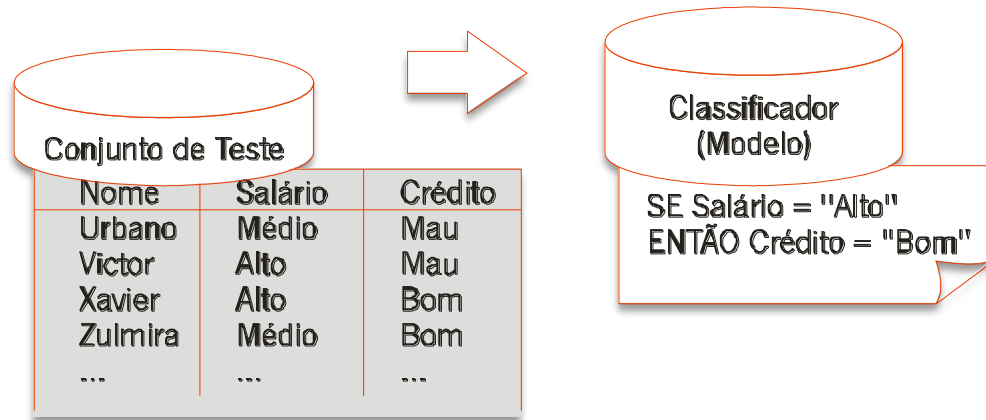 Conjunto de Teste
Nome Salário Crédito
Urbano Médio Mau
Victor Alto Mau
Xavier Alto Bom
Zulmira Médio Bom
... ... ...
Classificador
(Modelo)
SE Salário = "Alto"
ENTÃO Crédito = "Bom"